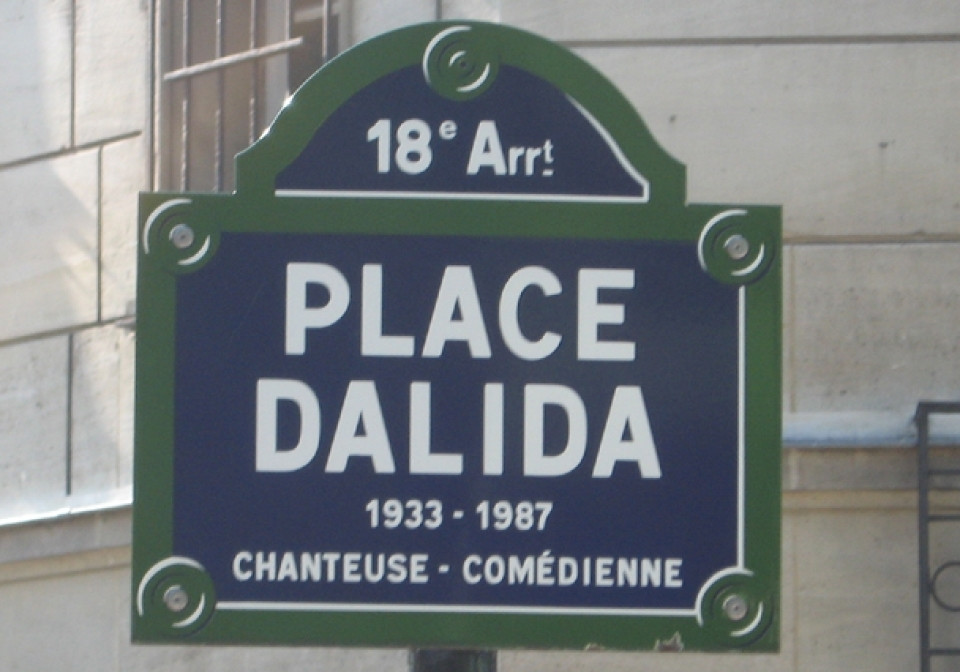 18e Arrt
PLACE
DALIDA
1933 - 1987
CHANTEUSE - COMÉDIENNE